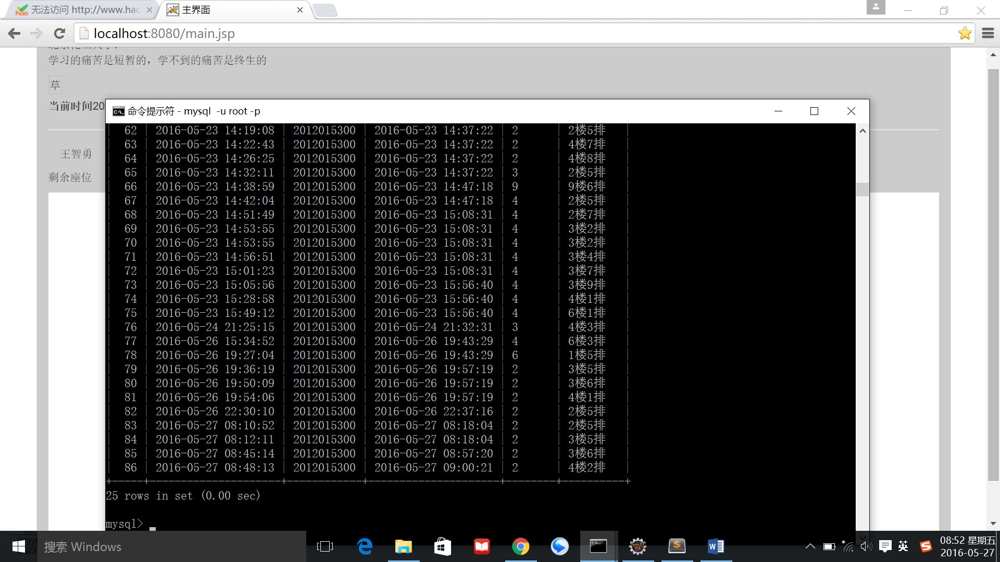 无法访问 http://www.hao
主界面
localhost:8080/main.jsp
学习的痛苦是短暂的，学不到的痛苦是终生的
草
当前时间20
王智勇
剩余座位
命令提示符 - mysql  -u root -p
| 62 | 2016-05-23 14:19:08 | 2012015300 | 2016-05-23 14:37:22 | 2 | 2楼5排 |
| 63 | 2016-05-23 14:22:43 | 2012015300 | 2016-05-23 14:37:22 | 2 | 4楼7排 |
| 64 | 2016-05-23 14:26:25 | 2012015300 | 2016-05-23 14:37:22 | 2 | 4楼8排 |
| 65 | 2016-05-23 14:32:11 | 2012015300 | 2016-05-23 14:37:22 | 3 | 2楼5排 |
| 66 | 2016-05-23 14:38:59 | 2012015300 | 2016-05-23 14:47:18 | 9 | 9楼6排 |
| 67 | 2016-05-23 14:42:04 | 2012015300 | 2016-05-23 14:47:18 | 4 | 2楼5排 |
| 68 | 2016-05-23 14:51:49 | 2012015300 | 2016-05-23 15:08:31 | 4 | 2楼7排 |
| 69 | 2016-05-23 14:53:55 | 2012015300 | 2016-05-23 15:08:31 | 4 | 3楼2排 |
| 70 | 2016-05-23 14:53:55 | 2012015300 | 2016-05-23 15:08:31 | 4 | 3楼2排 |
| 71 | 2016-05-23 14:56:51 | 2012015300 | 2016-05-23 15:08:31 | 4 | 3楼4排 |
| 72 | 2016-05-23 15:01:23 | 2012015300 | 2016-05-23 15:08:31 | 4 | 3楼7排 |
| 73 | 2016-05-23 15:05:56 | 2012015300 | 2016-05-23 15:56:40 | 4 | 3楼9排 |
| 74 | 2016-05-23 15:28:58 | 2012015300 | 2016-05-23 15:56:40 | 4 | 4楼1排 |
| 75 | 2016-05-23 15:49:12 | 2012015300 | 2016-05-23 15:56:40 | 4 | 6楼1排 |
| 76 | 2016-05-24 21:25:15 | 2012015300 | 2016-05-24 21:32:31 | 3 | 4楼3排 |
| 77 | 2016-05-26 15:34:52 | 2012015300 | 2016-05-26 19:43:29 | 4 | 6楼3排 |
| 78 | 2016-05-26 19:27:04 | 2012015300 | 2016-05-26 19:43:29 | 6 | 1楼5排 |
| 79 | 2016-05-26 19:36:19 | 2012015300 | 2016-05-26 19:57:19 | 2 | 3楼5排 |
| 80 | 2016-05-26 19:50:09 | 2012015300 | 2016-05-26 19:57:19 | 2 | 3楼6排 |
| 81 | 2016-05-26 19:54:06 | 2012015300 | 2016-05-26 19:57:19 | 2 | 4楼1排 |
| 82 | 2016-05-26 22:30:10 | 2012015300 | 2016-05-26 22:37:16 | 2 | 2楼5排 |
| 83 | 2016-05-27 08:10:52 | 2012015300 | 2016-05-27 08:18:04 | 2 | 2楼5排 |
| 84 | 2016-05-27 08:12:11 | 2012015300 | 2016-05-27 08:18:04 | 2 | 3楼5排 |
| 85 | 2016-05-27 08:45:14 | 2012015300 | 2016-05-27 08:57:20 | 2 | 3楼6排 |
| 86 | 2016-05-27 08:48:13 | 2012015300 | 2016-05-27 09:00:21 | 2 | 4楼2排 |
25 rows in set (0.00 sec)
mysql>
搜索 Windows
英
08:52 星期五
2016-05-27